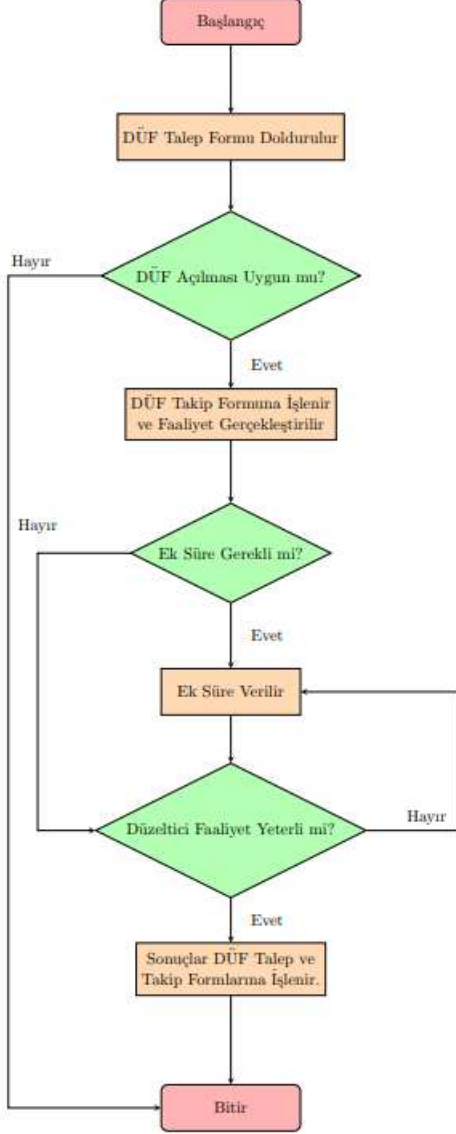 Başlangıç
DÜF Talep Formu Doldurulur
Hayır
DÜF Açılması Uygun mu?
Evet
DÜF Takip Formuna İşlenir
ve Faaliyet Gerçekleştirilir
Hayır
Ek Süre Gerekli mi?
Evet
Ek Süre Verilir
Düzeltici Faaliyet Yeterli mi?
Hayır
Evet
Sonuçlar DÜF Talep ve
Takip Formlarına İşlenir.
Bitir